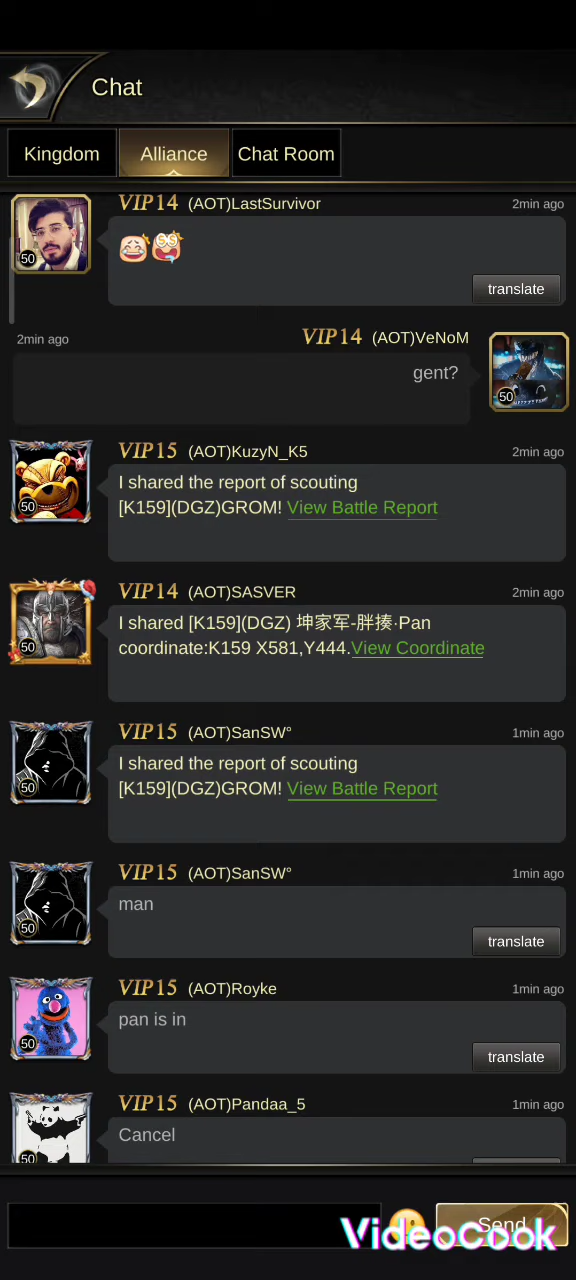 Chat
Kingdom
Alliance
Chat Room
VIP14 (AOT)LastSurvivor 2min ago
50
translate
2min ago VIP14 (AOT)VeNoM
gent?
50
VIP15 (AOT)KuzyN_K5 2min ago
I shared the report of scouting
[K159](DGZ)GROM! View Battle Report
50
VIP14 (AOT)SASVER 2min ago
I shared [K159](DGZ) 坤家军-胖揍·Pan
coordinate:K159 X581,Y444.View Coordinate
50
VIP15 (AOT)SanSW° 1min ago
I shared the report of scouting
[K159](DGZ)GROM! View Battle Report
50
VIP15 (AOT)SanSW° 1min ago
man
50
translate
VIP15 (AOT)Royke 1min ago
pan is in
50
translate
VIP15 (AOT)Pandaa_5 1min ago
Cancel
50
Send
VideoCook